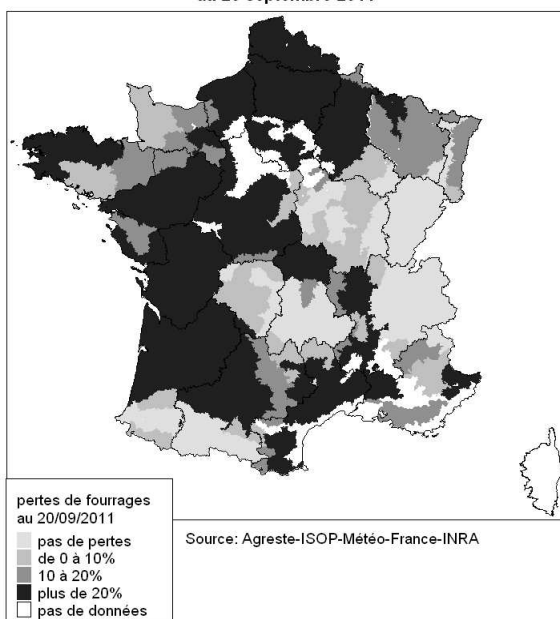 pertes de fourrages
au 20/09/2011
pas de pertes
de 0 à 10%
10 à 20%
plus de 20%
pas de données
Source: Agreste-ISOP-Météo-France-INRA